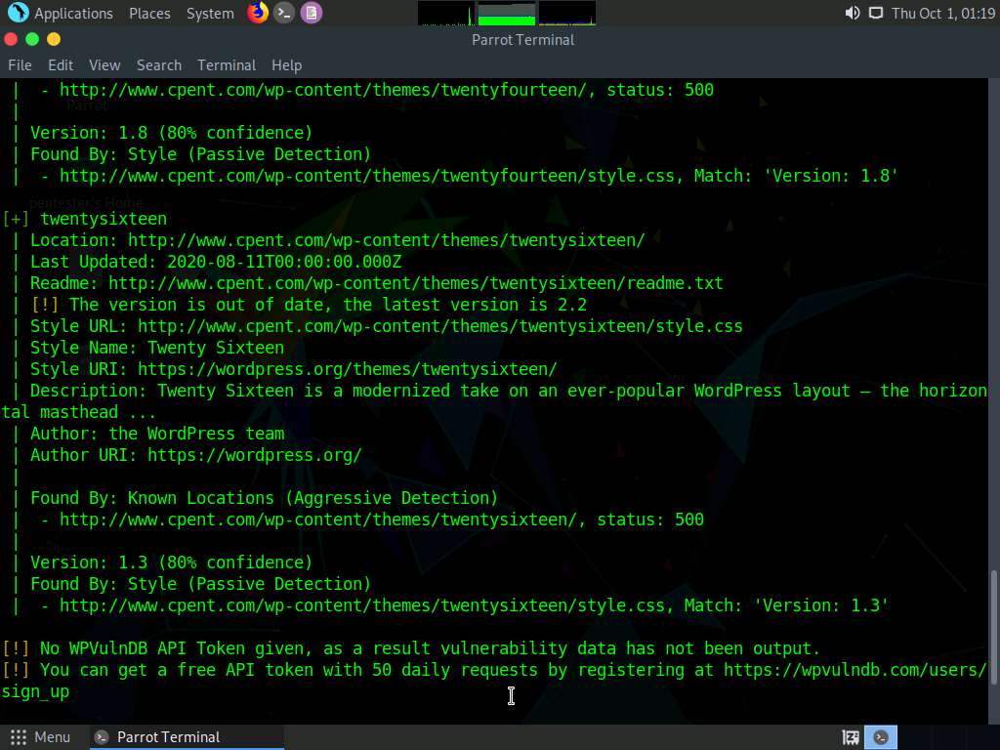 Applications Places System Thu Oct 1, 01:19
Parrot Terminal
File Edit View Search Terminal Help
|  - http://www.cpent.com/wp-content/themes/twentyfourteen/, status: 500
|
| Version: 1.8 (80% confidence)
| Found By: Style (Passive Detection)
|  - http://www.cpent.com/wp-content/themes/twentyfourteen/style.css, Match: 'Version: 1.8'
[+] twentysixteen
| Location: http://www.cpent.com/wp-content/themes/twentysixteen/
| Last Updated: 2020-08-11T00:00:00.000Z
| Readme: http://www.cpent.com/wp-content/themes/twentysixteen/readme.txt
| [!] The version is out of date, the latest version is 2.2
| Style URL: http://www.cpent.com/wp-content/themes/twentysixteen/style.css
| Style Name: Twenty Sixteen
| Style URI: https://wordpress.org/themes/twentysixteen/
| Description: Twenty Sixteen is a modernized take on an ever-popular WordPress layout — the horizon
tal masthead ...
| Author: the WordPress team
| Author URI: https://wordpress.org/
|
| Found By: Known Locations (Aggressive Detection)
|  - http://www.cpent.com/wp-content/themes/twentysixteen/, status: 500
|
| Version: 1.3 (80% confidence)
| Found By: Style (Passive Detection)
|  - http://www.cpent.com/wp-content/themes/twentysixteen/style.css, Match: 'Version: 1.3'
[!] No WPVulnDB API Token given, as a result vulnerability data has not been output.
[!] You can get a free API token with 50 daily requests by registering at https://wpvulndb.com/users/
sign_up
Menu Parrot Terminal